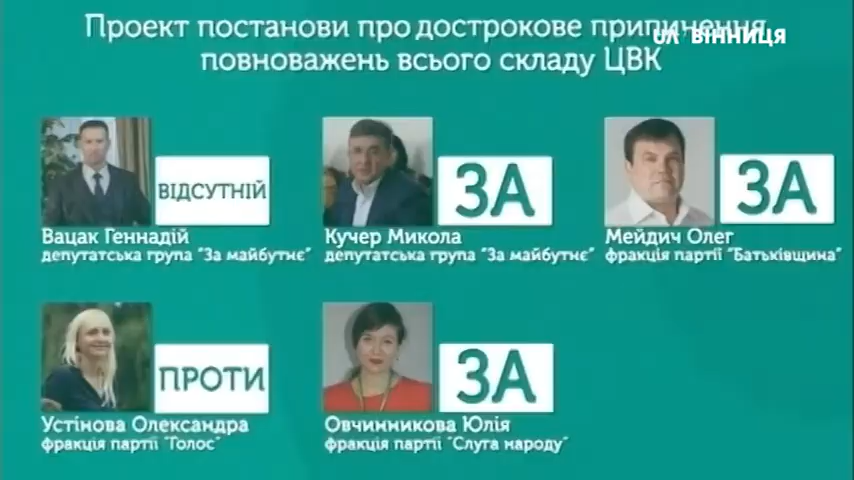 Проект постанови про дострокове припинення
повноважень всього складу ЦВК
UA ВІННИЦЯ
ВІДСУТНІЙ
Вацак Геннадій
депутатська група "За майбутнє"
ЗА
Кучер Микола
депутатська група "За майбутнє"
ЗА
Мейдич Олег
фракція партії "Батьківщина"
ПРОТИ
Устінова Олександра
фракція партії "Голос"
ЗА
Овчинникова Юлія
фракція партії "Слуга народу"